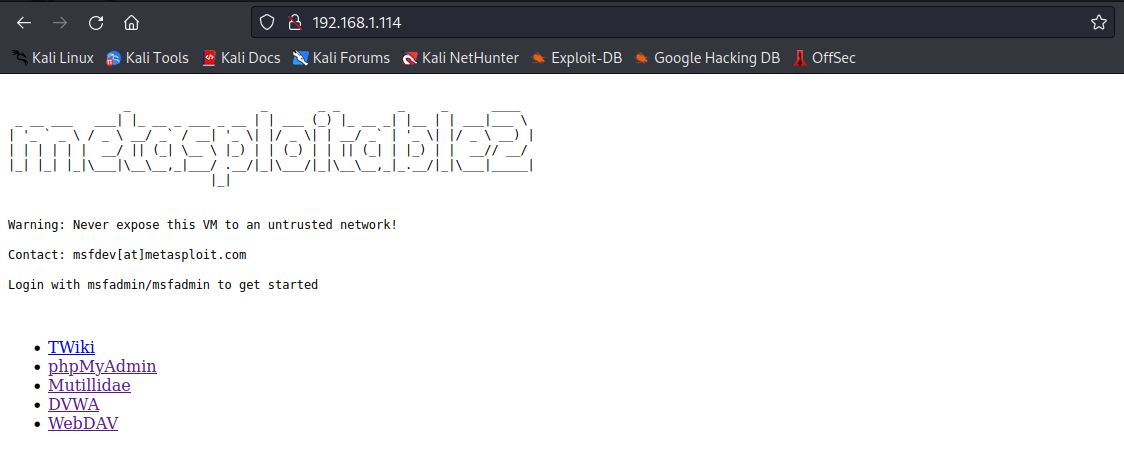 192.168.1.114
Kali Linux Kali Tools Kali Docs Kali Forums Kali NetHunter Exploit-DB Google Hacking DB OffSec
metasploitable2
Warning: Never expose this VM to an untrusted network!
Contact: msfdev[at]metasploit.com
Login with msfadmin/msfadmin to get started
TWiki
phpMyAdmin
Mutillidae
DVWA
WebDAV